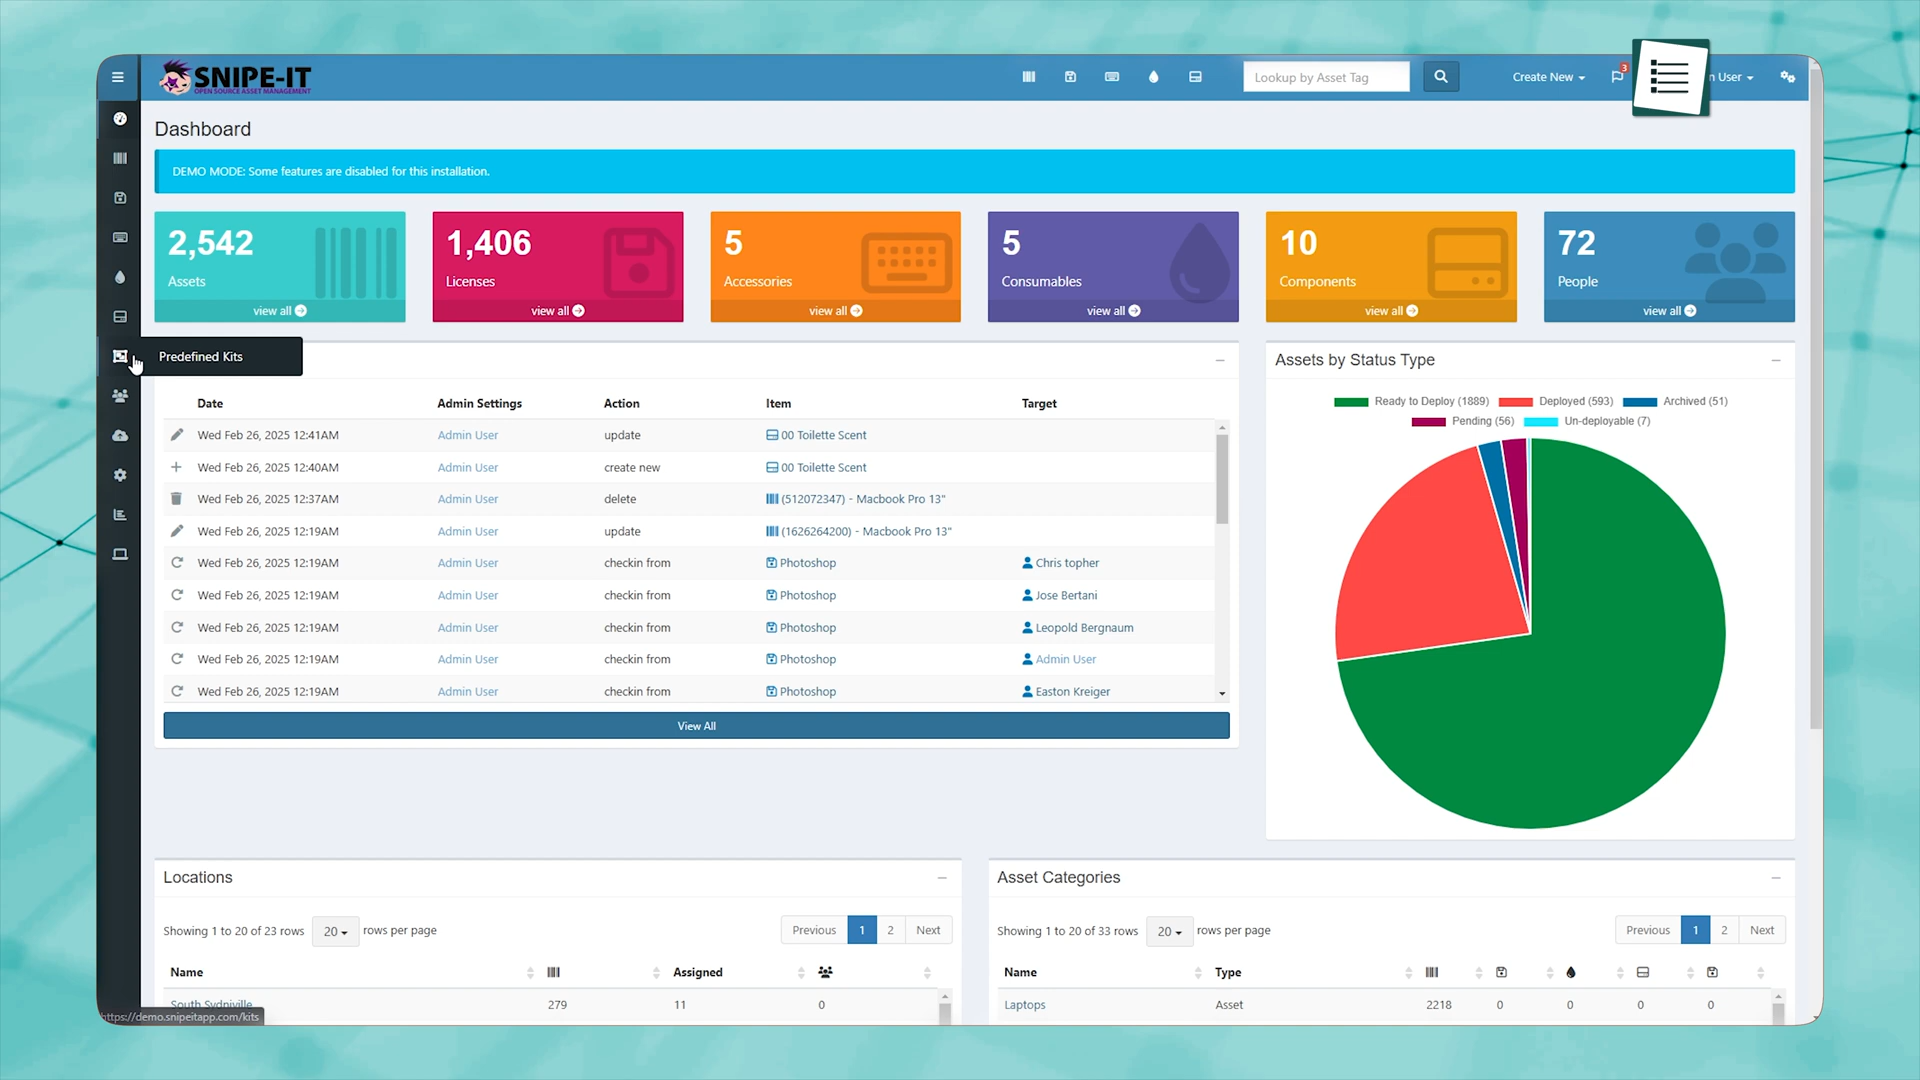 SNIPE-IT
OPEN SOURCE ASSET MANAGEMENT
Lookup by Asset Tag
Create New
3
n User
Dashboard
DEMO MODE: Some features are disabled for this installation.
2,542
Assets
view all
1,406
Licenses
view all
5
Accessories
view all
5
Consumables
view all
10
Components
view all
72
People
view all
Predefined Kits
Date Admin Settings Action Item Target
Wed Feb 26, 2025 12:41AM Admin User update 00 Toilette Scent
Wed Feb 26, 2025 12:40AM Admin User create new 00 Toilette Scent
Wed Feb 26, 2025 12:37AM Admin User delete (512072347) - Macbook Pro 13"
Wed Feb 26, 2025 12:19AM Admin User update (1626264200) - Macbook Pro 13"
Wed Feb 26, 2025 12:19AM Admin User checkin from Photoshop Chris topher
Wed Feb 26, 2025 12:19AM Admin User checkin from Photoshop Jose Bertani
Wed Feb 26, 2025 12:19AM Admin User checkin from Photoshop Leopold Bergnaum
Wed Feb 26, 2025 12:19AM Admin User checkin from Photoshop Admin User
Wed Feb 26, 2025 12:19AM Admin User checkin from Photoshop Easton Kreiger
View All
Assets by Status Type
Ready to Deploy (1889) Deployed (593) Archived (51)
Pending (56) Un-deployable (7)
Locations
Showing 1 to 20 of 23 rows 20 rows per page
Previous 1 2 Next
Name Assigned
South Sydniville 279 11 0
Asset Categories
Showing 1 to 20 of 33 rows 20 rows per page
Previous 1 2 Next
Name Type
Laptops Asset 2218 0 0 0 0
https://demo.snipeitapp.com/kits